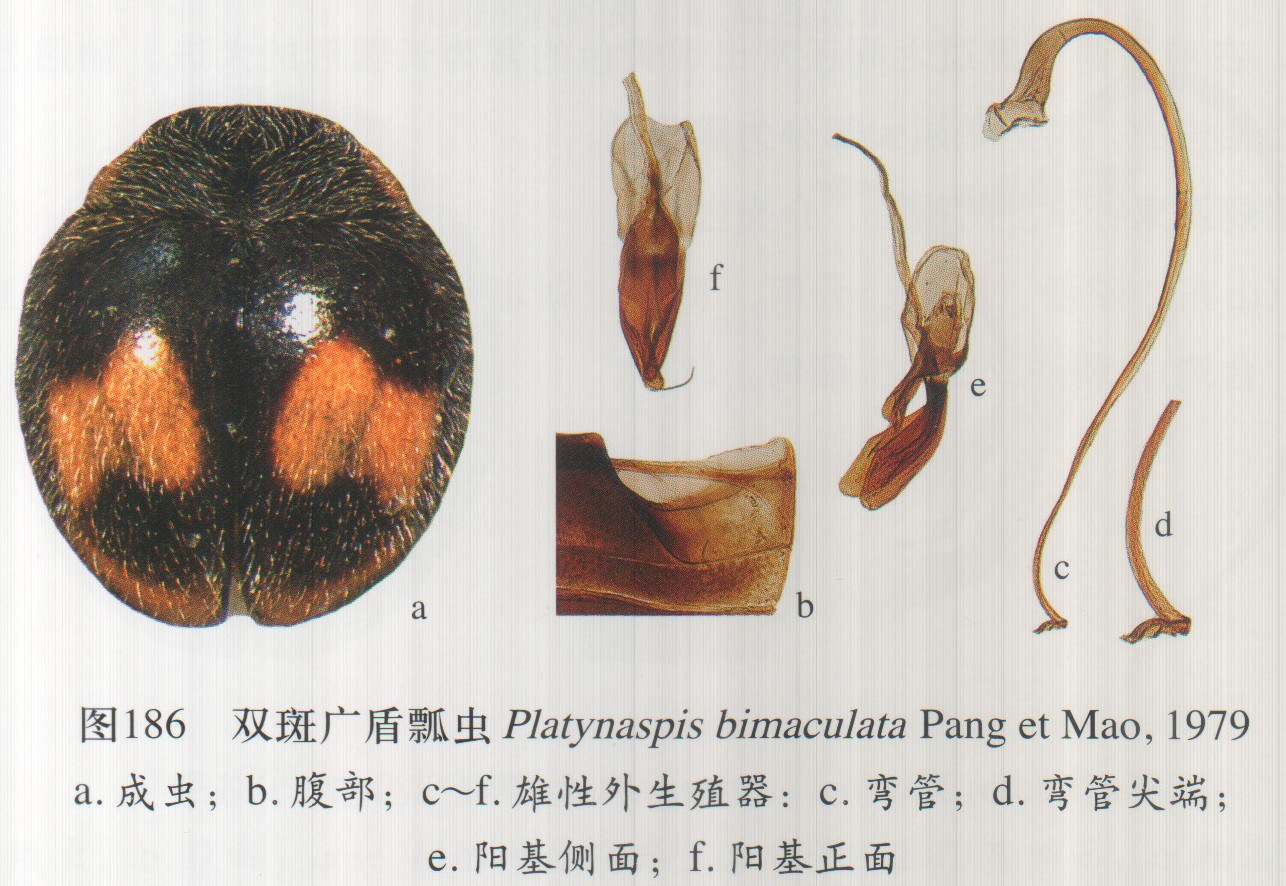 f
e
d
c
a
b
图186 双斑广盾瓢虫 Platynaspis bimaculata Pang et Mao, 1979
a. 成虫；b. 腹部；c～f. 雄性外生殖器：c. 弯管；d. 弯管尖端；
e. 阳基侧面；f. 阳基正面